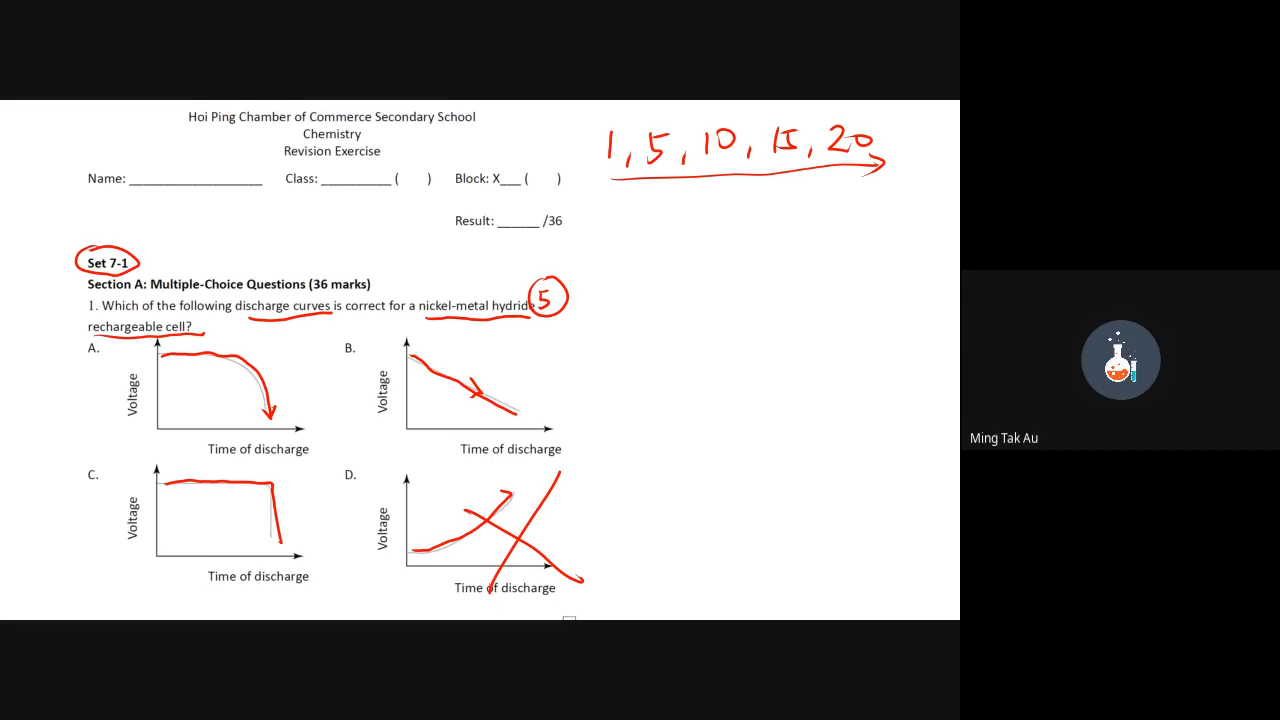 Hoi Ping Chamber of Commerce Secondary School
Chemistry
Revision Exercise
1, 5, 10, 15, 20
Name: ______________________ Class: ____________ ( ) Block: X___ ( )
Result: ______ /36
Set 7-1
Section A: Multiple-Choice Questions (36 marks)
1. Which of the following discharge curves is correct for a nickel-metal hydride 5
rechargeable cell?
A.
Voltage
Time of discharge
B.
Voltage
Time of discharge
C.
Voltage
Time of discharge
D.
Voltage
Time of discharge
Ming Tak Au